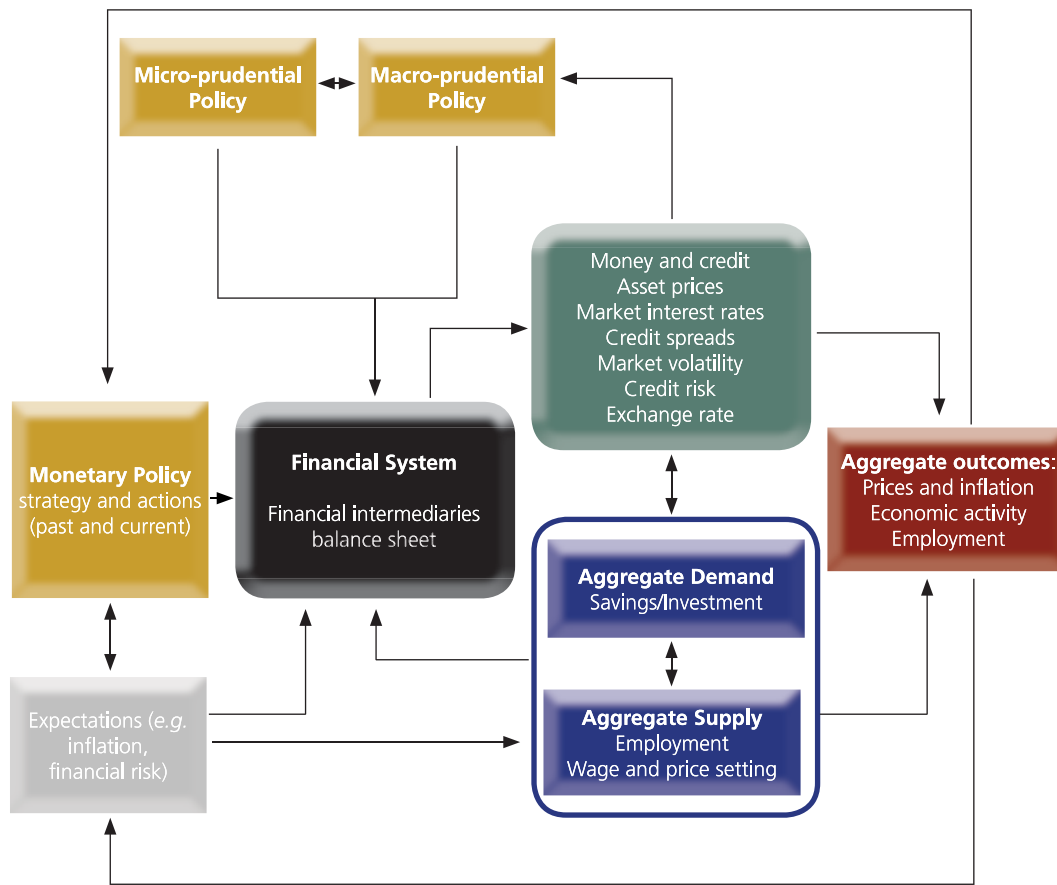 Micro-prudential
Policy
Macro-prudential
Policy
Money and credit
Asset prices
Market interest rates
Credit spreads
Market volatility
Credit risk
Exchange rate
Monetary Policy
strategy and actions
(past and current)
Financial System
Financial intermediaries
balance sheet
Aggregate outcomes:
Prices and inflation
Economic activity
Employment
Aggregate Demand
Savings/Investment
Expectations (e.g.
inflation,
financial risk)
Aggregate Supply
Employment
Wage and price setting